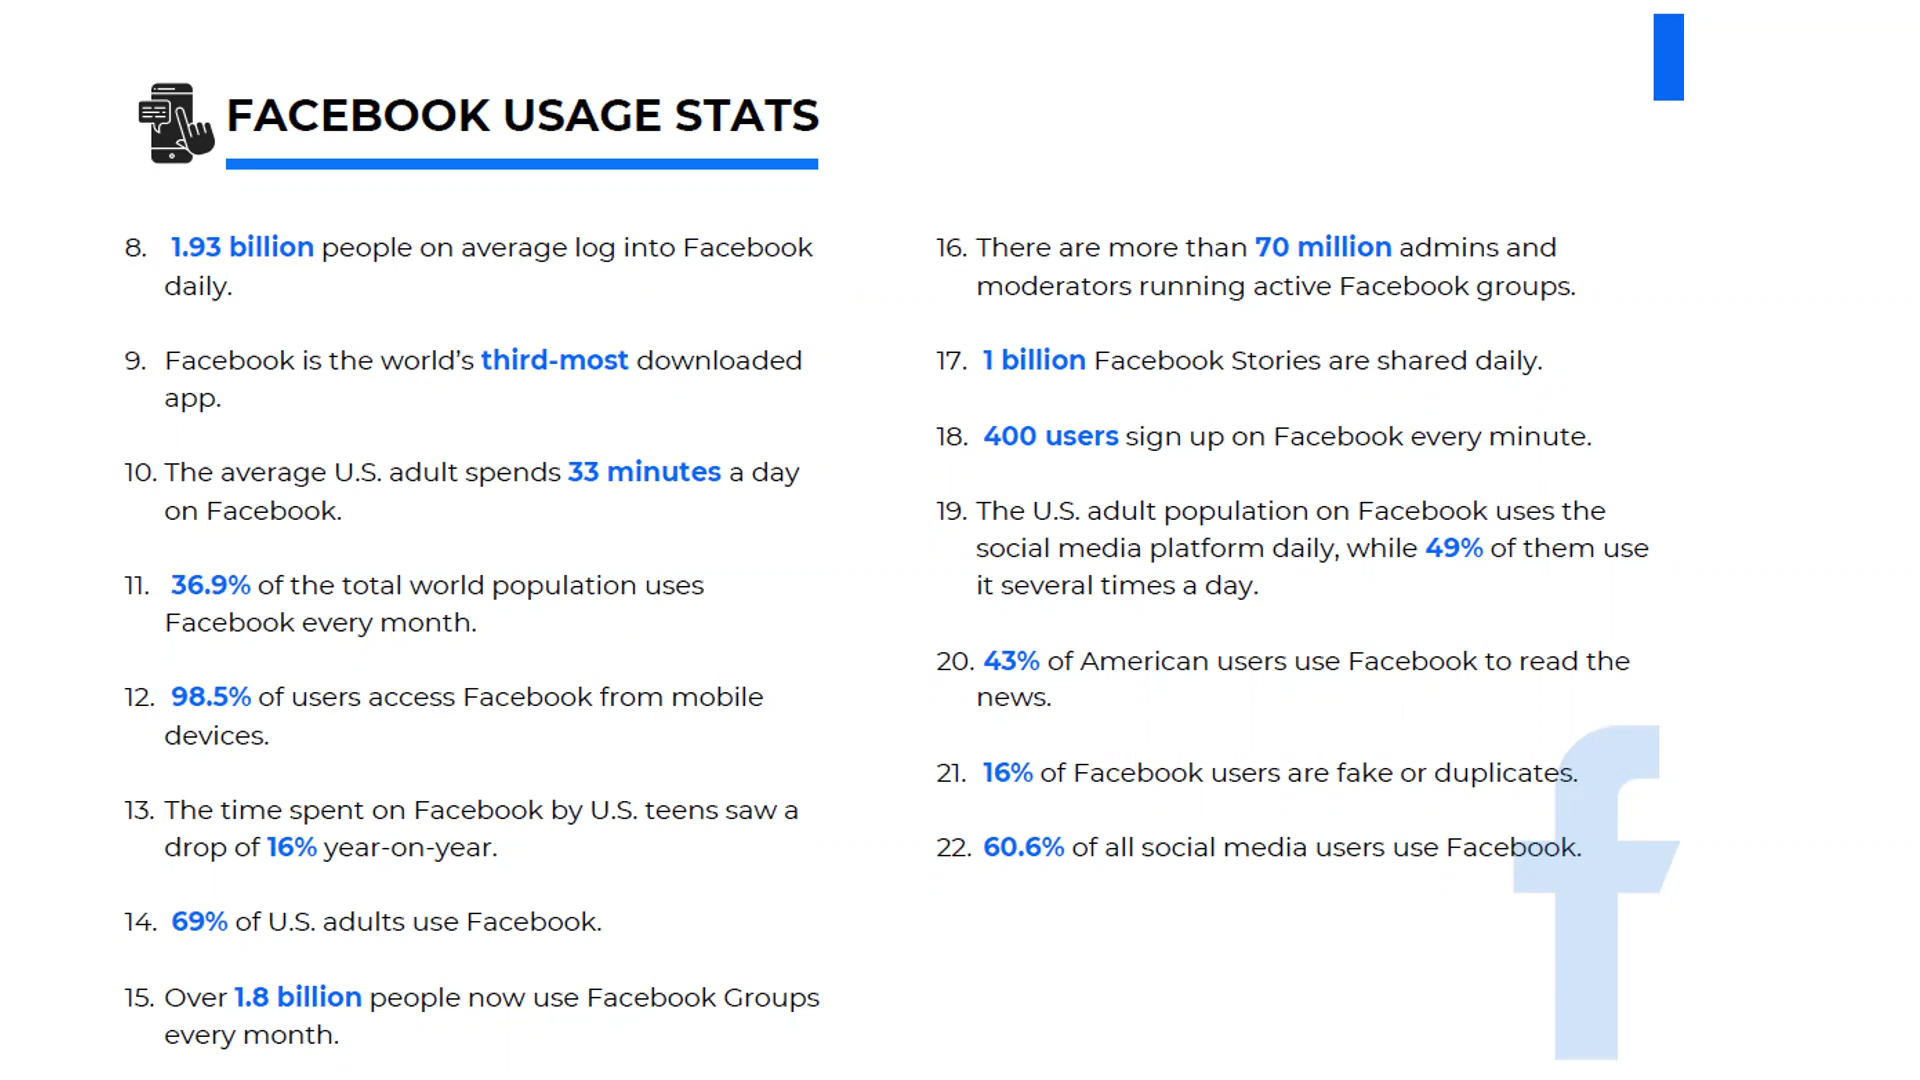 FACEBOOK USAGE STATS
8. 1.93 billion people on average log into Facebook
daily.
9. Facebook is the world’s third-most downloaded
app.
10. The average U.S. adult spends 33 minutes a day
on Facebook.
11. 36.9% of the total world population uses
Facebook every month.
12. 98.5% of users access Facebook from mobile
devices.
13. The time spent on Facebook by U.S. teens saw a
drop of 16% year-on-year.
14. 69% of U.S. adults use Facebook.
15. Over 1.8 billion people now use Facebook Groups
every month.
16. There are more than 70 million admins and
moderators running active Facebook groups.
17. 1 billion Facebook Stories are shared daily.
18. 400 users sign up on Facebook every minute.
19. The U.S. adult population on Facebook uses the
social media platform daily, while 49% of them use
it several times a day.
20. 43% of American users use Facebook to read the
news.
21. 16% of Facebook users are fake or duplicates.
22. 60.6% of all social media users use Facebook.